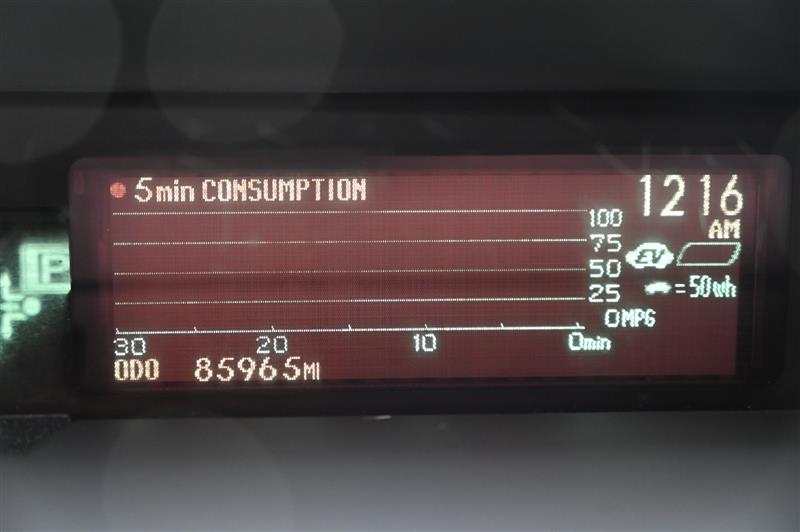 5min CONSUMPTION
12 16
AM
100
75
50
25
0MPG
EV
= 50wh
30 20 10 0min
ODO 85965MI
P